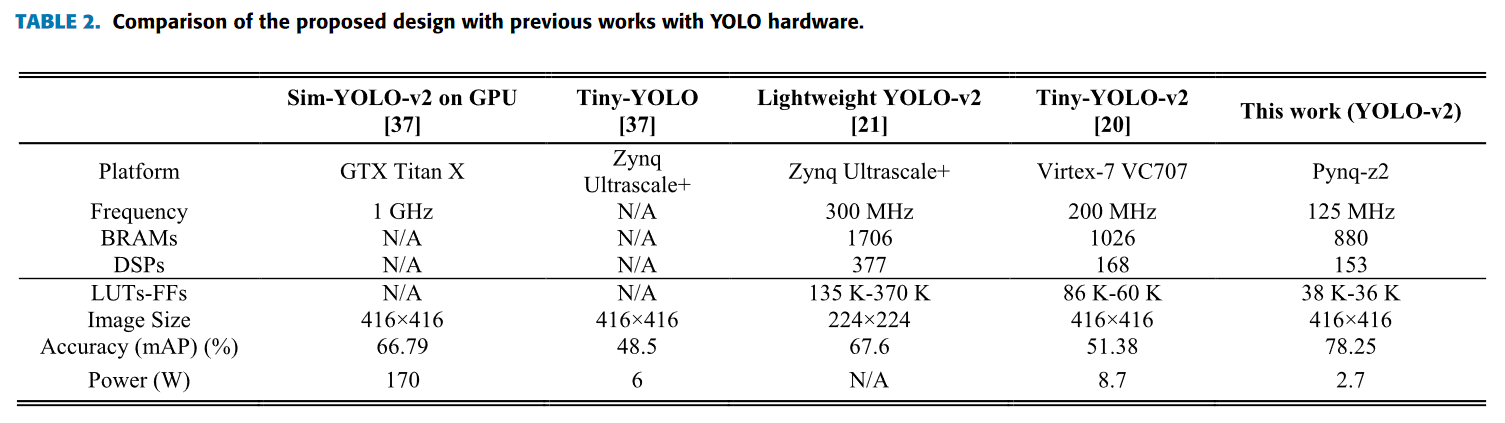 TABLE 2. Comparison of the proposed design with previous works with YOLO hardware.
Sim-YOLO-v2 on GPU [37] Tiny-YOLO [37] Lightweight YOLO-v2 [21] Tiny-YOLO-v2 [20] This work (YOLO-v2)
Platform GTX Titan X Zynq Ultrascale+ Zynq Ultrascale+ Virtex-7 VC707 Pynq-z2
Frequency 1 GHz N/A 300 MHz 200 MHz 125 MHz
BRAMs N/A N/A 1706 1026 880
DSPs N/A N/A 377 168 153
LUTs-FFs N/A N/A 135 K-370 K 86 K-60 K 38 K-36 K
Image Size 416×416 416×416 224×224 416×416 416×416
Accuracy (mAP) (%) 66.79 48.5 67.6 51.38 78.25
Power (W) 170 6 N/A 8.7 2.7